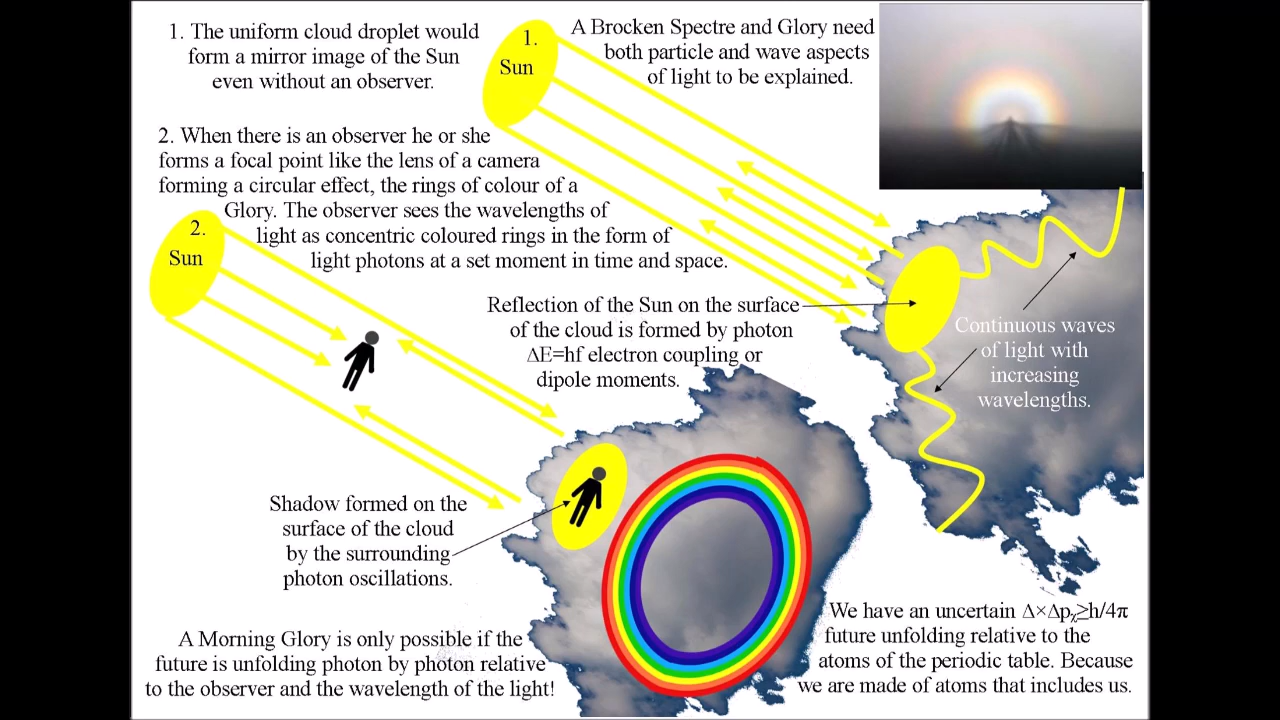 1. The uniform cloud droplet would
form a mirror image of the Sun
even without an observer.
1.
Sun
A Brocken Spectre and Glory need
both particle and wave aspects
of light to be explained.
2. When there is an observer he or she
forms a focal point like the lens of a camera
forming a circular effect, the rings of colour of a
Glory. The observer sees the wavelengths of
light as concentric coloured rings in the form of
light photons at a set moment in time and space.
2.
Sun
Reflection of the Sun on the surface
of the cloud is formed by photon
ΔE=hf electron coupling or
dipole moments.
Continuous waves
of light with
increasing
wavelengths.
Shadow formed on the
surface of the cloud
by the surrounding
photon oscillations.
A Morning Glory is only possible if the
future is unfolding photon by photon relative
to the observer and the wavelength of the light!
We have an uncertain Δ×Δpᵪ≥h/4π
future unfolding relative to the
atoms of the periodic table. Because
we are made of atoms that includes us.